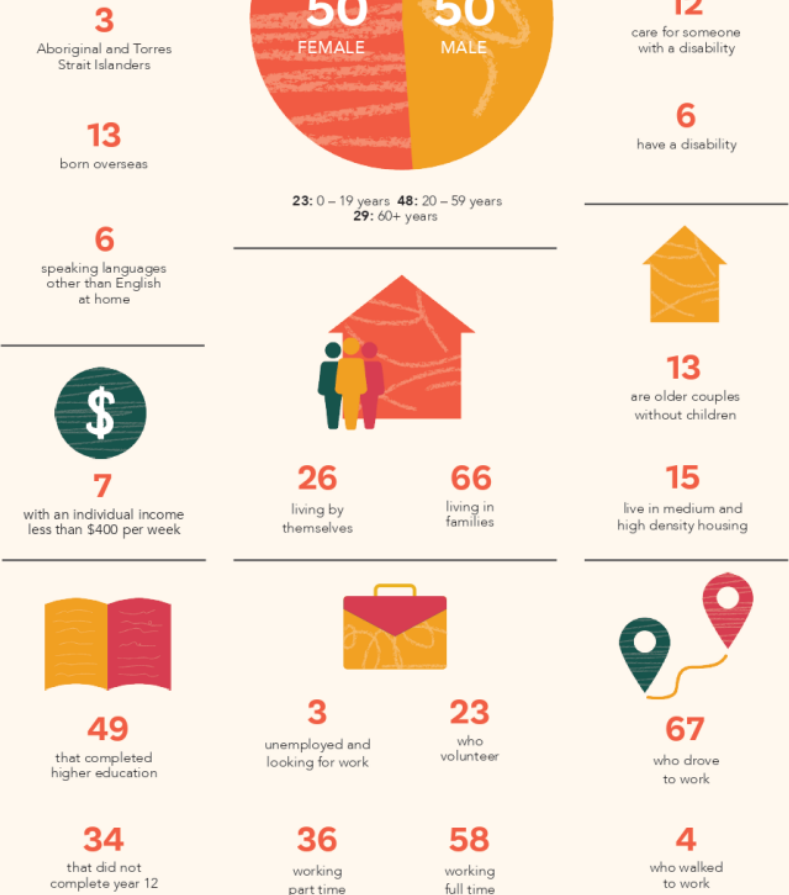 3
Aboriginal and Torres
Strait Islanders
13
born overseas
6
speaking languages
other than English
at home
$
7
with an individual income
less than $400 per week
49
that completed
higher education
34
that did not
complete year 12
50
FEMALE
50
MALE
23: 0 – 19 years 48: 20 – 59 years
29: 60+ years
26
living by
themselves
66
living in
families
3
unemployed and
looking for work
23
who
volunteer
36
working
part time
58
working
full time
12
care for someone
with a disability
6
have a disability
13
are older couples
without children
15
live in medium and
high density housing
67
who drove
to work
4
who walked
to work